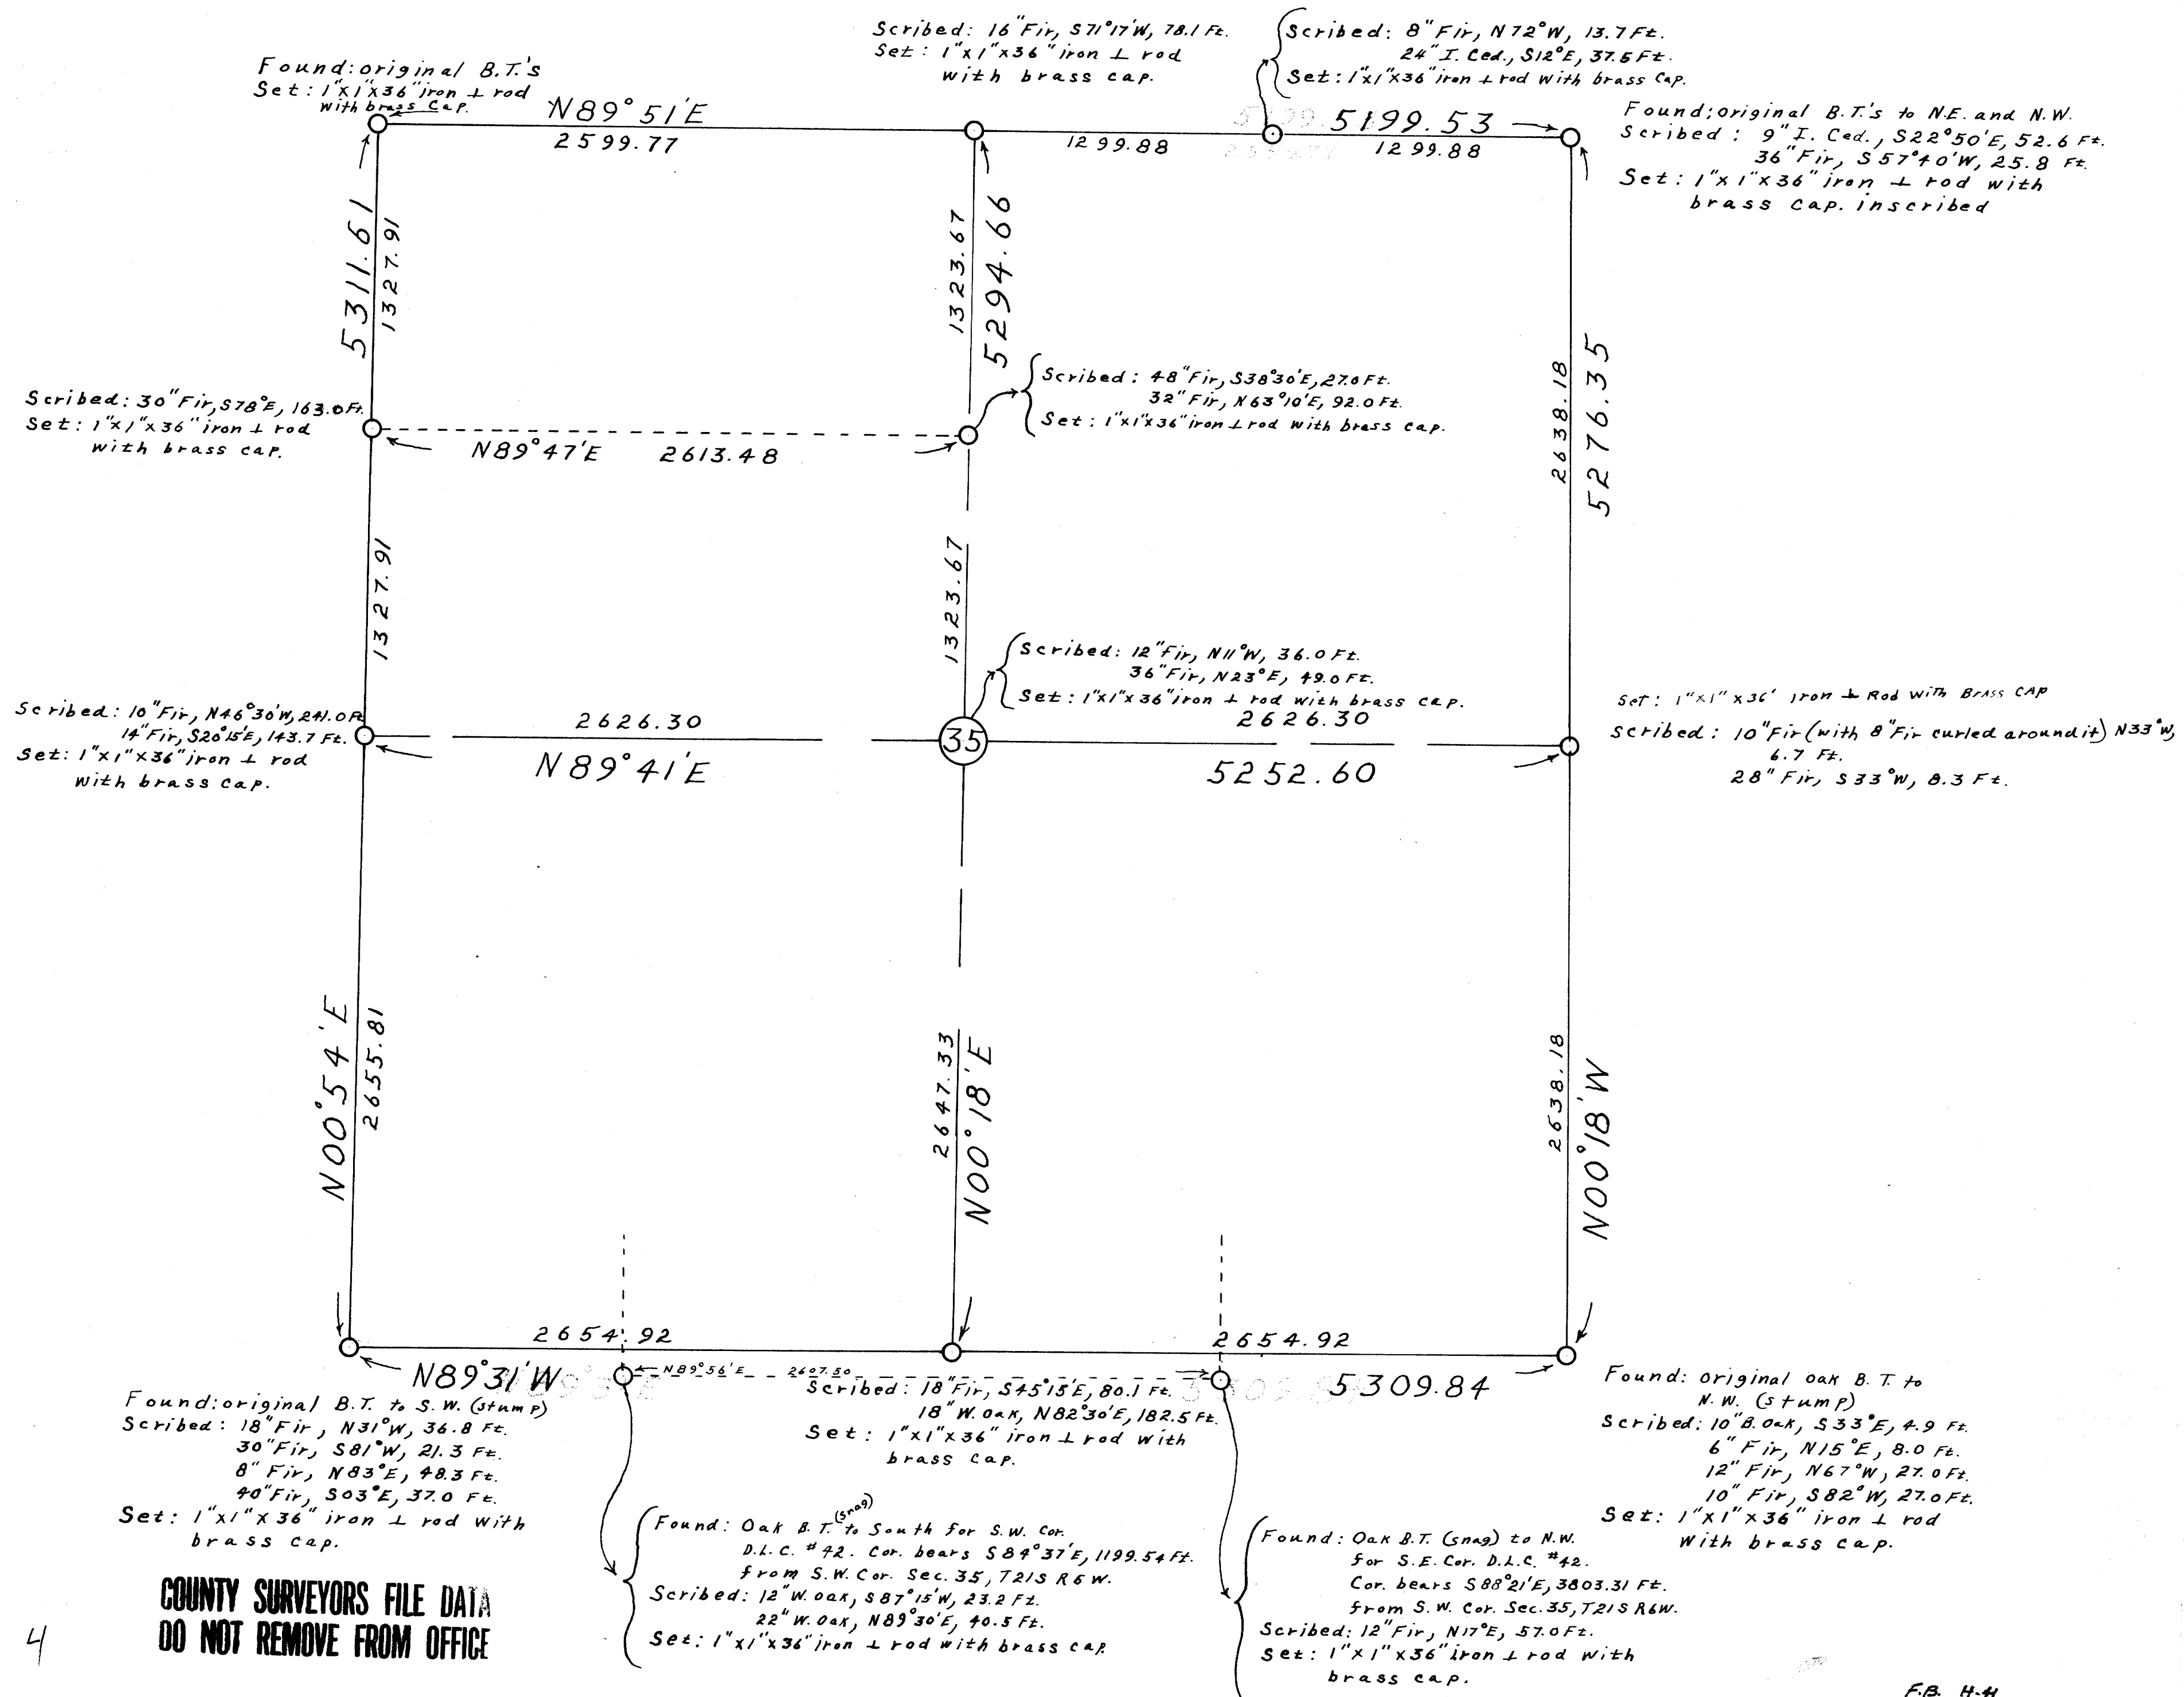 Found: original B.T.'s
Set: 1"x1"x36" iron ⊥ rod
with brass Cap.
Scribed: 16" Fir, S71°17'W, 78.1 Ft.
Set: 1"x1"x36" iron ⊥ rod
with brass cap.
Scribed: 8" Fir, N72°W, 13.7 Ft.
24" I. Ced., S12°E, 37.5 Ft.
Set: 1"x1"x36" iron ⊥ rod with brass Cap.
Found: original B.T.'s to N.E. and N.W.
Scribed: 9" I. Ced., S22°50'E, 52.6 Ft.
36" Fir, S57°40'W, 25.8 Ft.
Set: 1"x1"x36" iron ⊥ rod with
brass cap. inscribed
N89°51'E
5199.53
2599.77
1299.88
1299.88
5311.61
1327.91
1323.67
5294.66
2638.18
5276.35
Scribed: 30" Fir, S78°E, 163.0 Ft.
Set: 1"x1"x36" iron ⊥ rod
with brass cap.
N89°47'E 2613.48
Scribed: 48" Fir, S38°30'E, 27.0 Ft.
32" Fir, N63°10'E, 92.0 Ft.
Set: 1"x1"x36" iron ⊥ rod with brass cap.
1327.91
1323.67
Scribed: 12" Fir, N11°W, 36.0 Ft.
36" Fir, N23°E, 49.0 Ft.
Set: 1"x1"x36" iron ⊥ rod with brass cap.
Scribed: 10" Fir, N46°30'W, 241.0 Ft
14" Fir, S20°15'E, 143.7 Ft.
Set: 1"x1"x36" iron ⊥ rod
with brass cap.
2626.30
35
2626.30
N89°41'E
5252.60
Set: 1"x1"x36' iron ⊥ Rod With Brass CAP
Scribed: 10" Fir (with 8" Fir curled around it) N33°W,
6.7 Ft.
28" Fir, S33°W, 8.3 Ft.
N00°54'E
2655.81
2647.33
N00°18'E
2638.18
N00°18'W
2654.92
2654.92
N89°31'W
N89°56'E 2607.50
5309.84
Found: original B.T. to S.W. (stump)
Scribed: 18" Fir, N31°W, 36.8 Ft.
30" Fir, S81°W, 21.3 Ft.
8" Fir, N83°E, 48.3 Ft.
40" Fir, S03°E, 37.0 Ft.
Set: 1"x1"x36" iron ⊥ rod with
brass cap.
Scribed: 18" Fir, S45°15'E, 80.1 Ft.
18" W. Oak, N82°30'E, 182.5 Ft.
Set: 1"x1"x36" iron ⊥ rod with
brass cap.
Found: original oak B.T. to
N.W. (stump)
Scribed: 10" B. Oak, S33°E, 4.9 Ft.
6" Fir, N15°E, 8.0 Ft.
12" Fir, N67°W, 27.0 Ft.
10" Fir, S82°W, 27.0 Ft.
Set: 1"x1"x36" iron ⊥ rod
with brass cap.
Found: Oak B.T. (snag) to South for S.W. Cor.
D.L.C. #42. Cor. bears S84°37'E, 1199.54 Ft.
from S.W. Cor. Sec. 35, T21S R6W.
Scribed: 12" W. Oak, S87°15'W, 23.2 Ft.
22" W. Oak, N89°30'E, 40.5 Ft.
Set: 1"x1"x36" iron ⊥ rod with brass cap.
Found: Oak B.T. (snag) to N.W.
for S.E. Cor. D.L.C. #42.
Cor. bears S88°21'E, 3803.31 Ft.
from S.W. Cor. Sec. 35, T21S R6W.
Scribed: 12" Fir, N17°E, 57.0 Ft.
Set: 1"x1"x36" iron ⊥ rod with
brass cap.
COUNTY SURVEYORS FILE DATA
DO NOT REMOVE FROM OFFICE
4
F.B. H-41